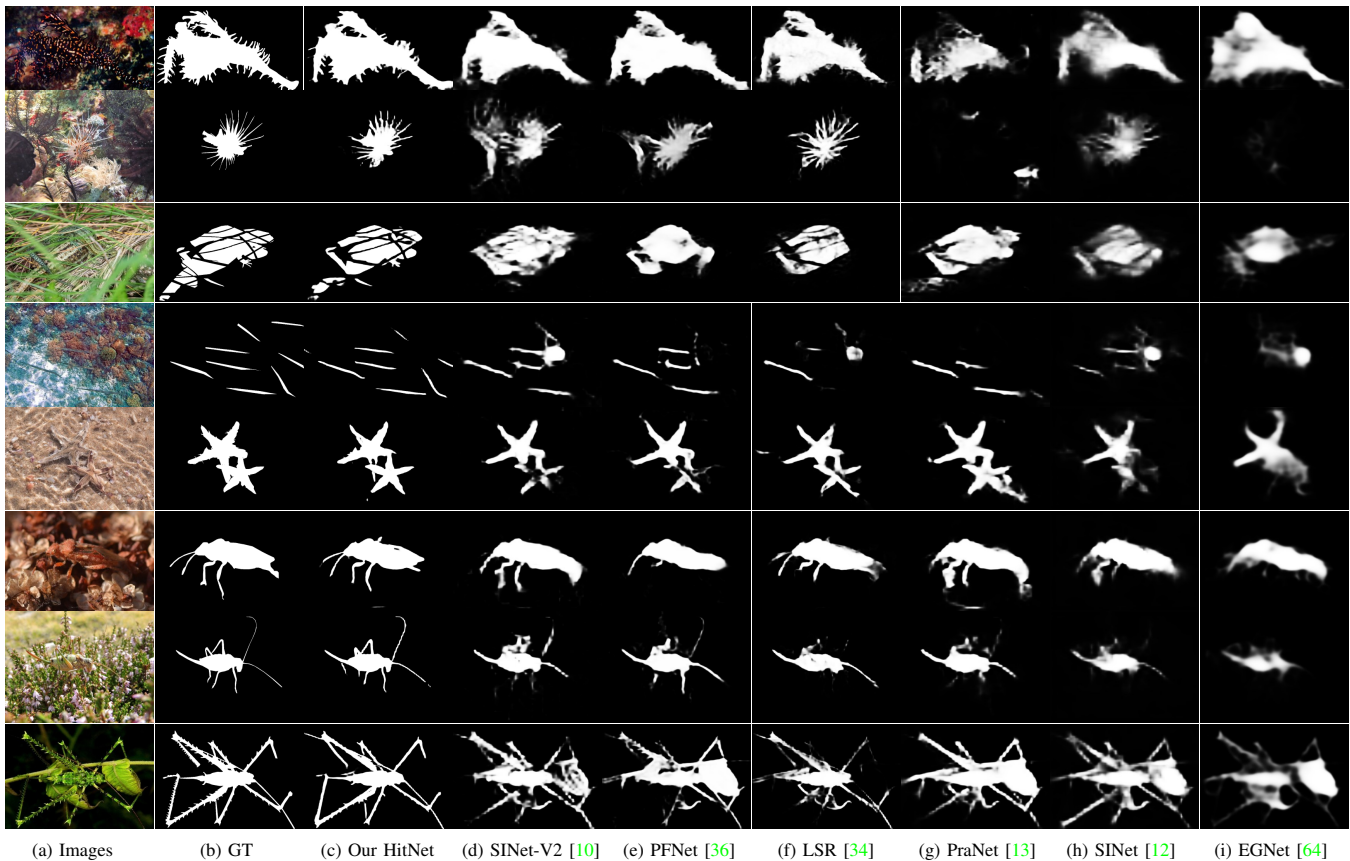 (a) Images (b) GT (c) Our HitNet (d) SINet-V2 [10] (e) PFNet [36] (f) LSR [34] (g) PraNet [13] (h) SINet [12] (i) EGNet [64]